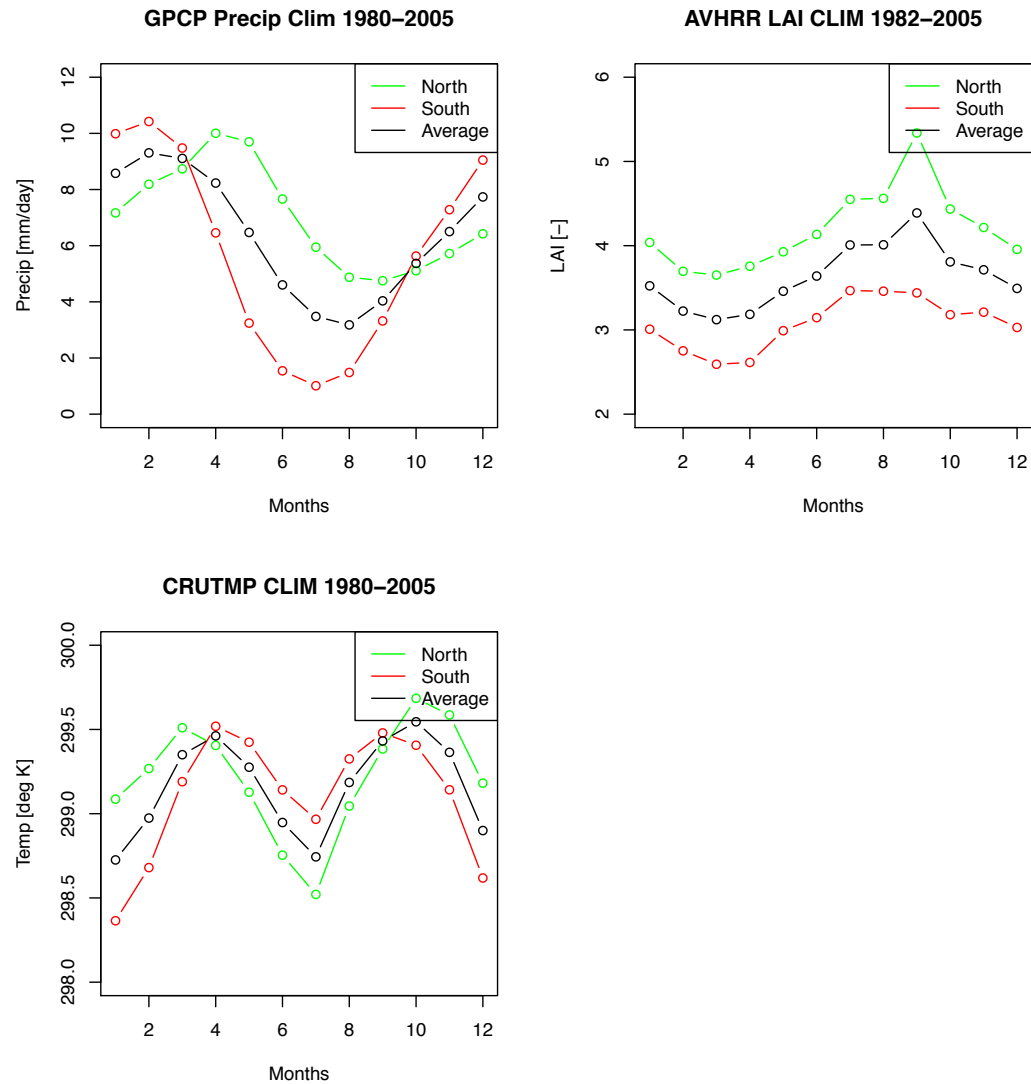 GPCP Precip Clim 1980–2005
North
South
Average
Precip [mm/day]
0 2 4 6 8 10 12
2 4 6 8 10 12
Months
AVHRR LAI CLIM 1982–2005
North
South
Average
LAI [–]
2 3 4 5 6
2 4 6 8 10 12
Months
CRUTMP CLIM 1980–2005
North
South
Average
Temp [deg K]
298.0 298.5 299.0 299.5 300.0
2 4 6 8 10 12
Months